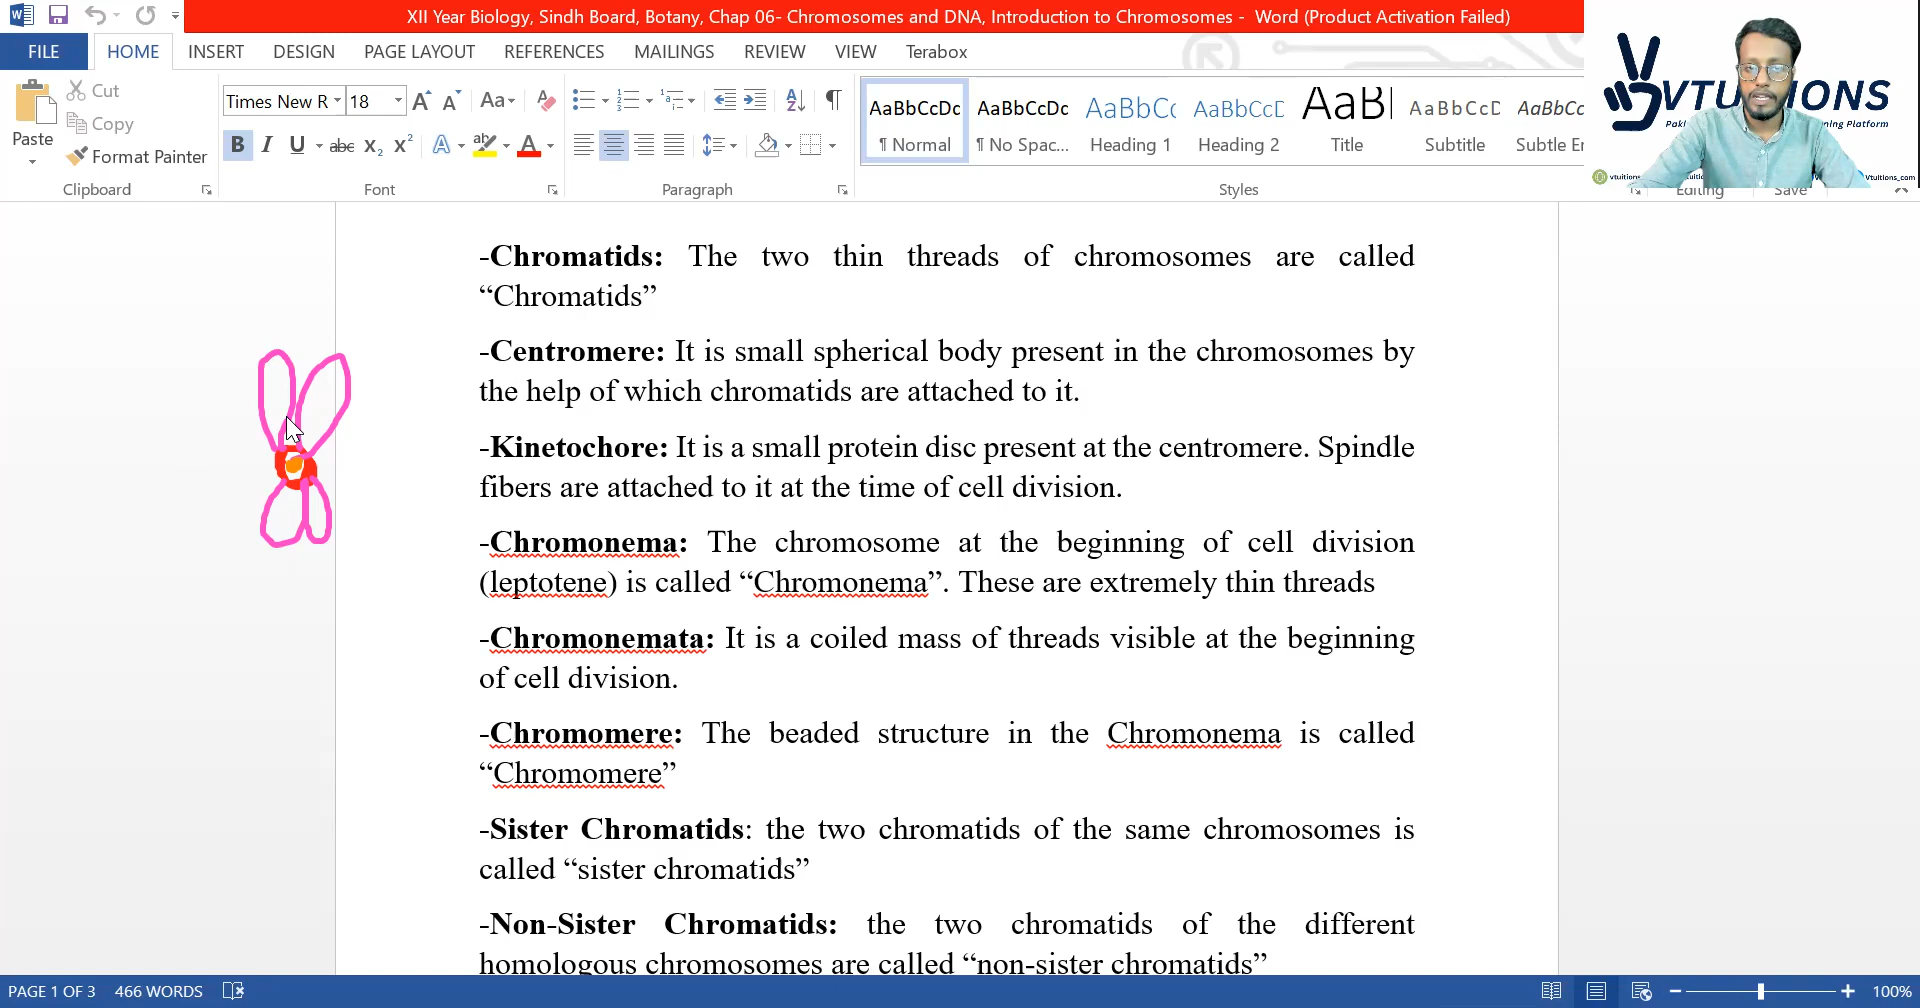 XII Year Biology, Sindh Board, Botany, Chap 06- Chromosomes and DNA, Introduction to Chromosomes - Word (Product Activation Failed)
FILE HOME INSERT DESIGN PAGE LAYOUT REFERENCES MAILINGS REVIEW VIEW Terabox
Cut
Copy
Format Painter
Paste
Clipboard
Times New R 18
Font
Paragraph
AaBbCcDc AaBbCcDc AaBbC AaBbCcD AaB AaBbCcD AaBbCc
¶ Normal ¶ No Spac... Heading 1 Heading 2 Title Subtitle Subtle
Styles
Editing
-Chromatids: The two thin threads of chromosomes are called
“Chromatids”
-Centromere: It is small spherical body present in the chromosomes by
the help of which chromatids are attached to it.
-Kinetochore: It is a small protein disc present at the centromere. Spindle
fibers are attached to it at the time of cell division.
-Chromonema: The chromosome at the beginning of cell division
(leptotene) is called “Chromonema”. These are extremely thin threads
-Chromonemata: It is a coiled mass of threads visible at the beginning
of cell division.
-Chromomere: The beaded structure in the Chromonema is called
“Chromomere”
-Sister Chromatids: the two chromatids of the same chromosomes is
called “sister chromatids”
-Non-Sister Chromatids: the two chromatids of the different
homologous chromosomes are called “non-sister chromatids”
PAGE 1 OF 3 466 WORDS 100%